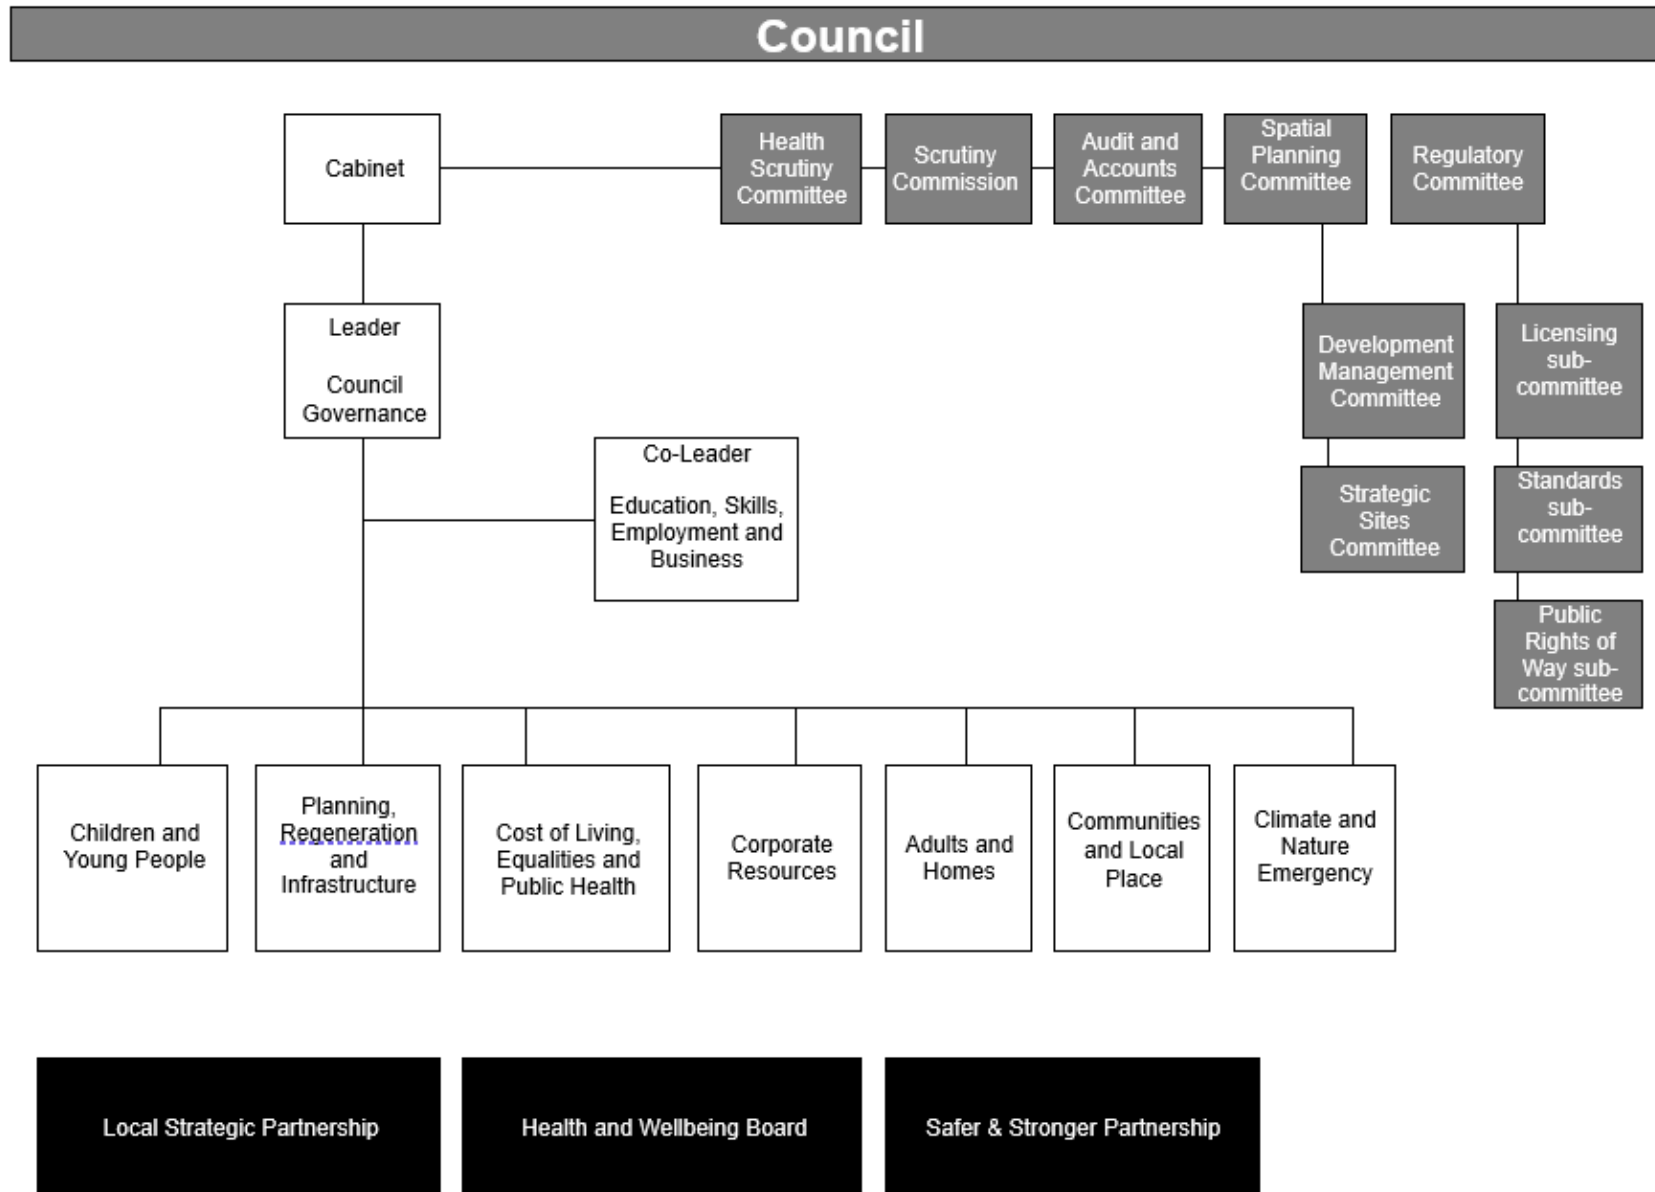 Council
Cabinet
Health
Scrutiny
Committee
Scrutiny
Commission
Audit and
Accounts
Committee
Spatial
Planning
Committee
Regulatory
Committee
Leader
Council
Governance
Co-Leader
Education, Skills,
Employment and
Business
Development
Management
Committee
Strategic
Sites
Committee
Licensing
sub-
committee
Standards
sub-
committee
Public
Rights of
Way sub-
committee
Children and
Young People
Planning,
Regeneration
and
Infrastructure
Cost of Living,
Equalities and
Public Health
Corporate
Resources
Adults and
Homes
Communities
and Local
Place
Climate and
Nature
Emergency
Local Strategic Partnership
Health and Wellbeing Board
Safer & Stronger Partnership